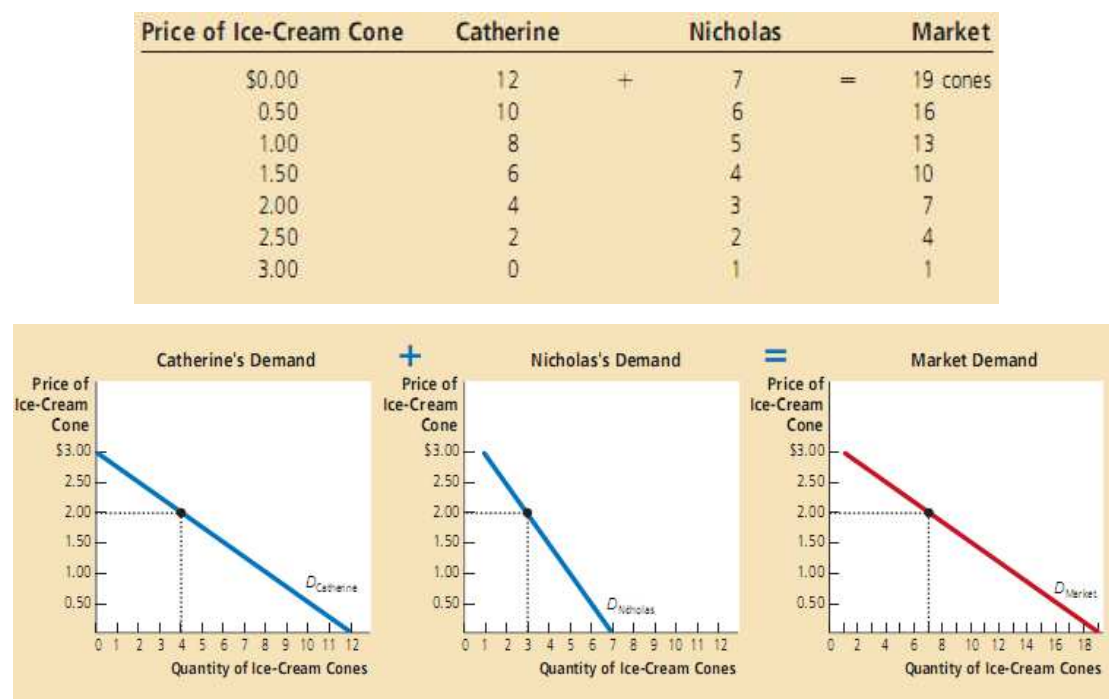 Price of Ice-Cream Cone Catherine Nicholas Market
$0.00 12 + 7 = 19 cones
0.50 10 6 16
1.00 8 5 13
1.50 6 4 10
2.00 4 3 7
2.50 2 2 4
3.00 0 1 1
Catherine's Demand + Nicholas's Demand = Market Demand
Price of
Ice-Cream
Cone
$3.00
2.50
2.00
1.50
1.00
0.50
DCatherine
0 1 2 3 4 5 6 7 8 9 10 11 12
Quantity of Ice-Cream Cones
Price of
Ice-Cream
Cone
$3.00
2.50
2.00
1.50
1.00
0.50
DNicholas
0 1 2 3 4 5 6 7 8 9 10 11 12
Quantity of Ice-Cream Cones
Price of
Ice-Cream
Cone
$3.00
2.50
2.00
1.50
1.00
0.50
DMarket
0 2 4 6 8 10 12 14 16 18
Quantity of Ice-Cream Cones